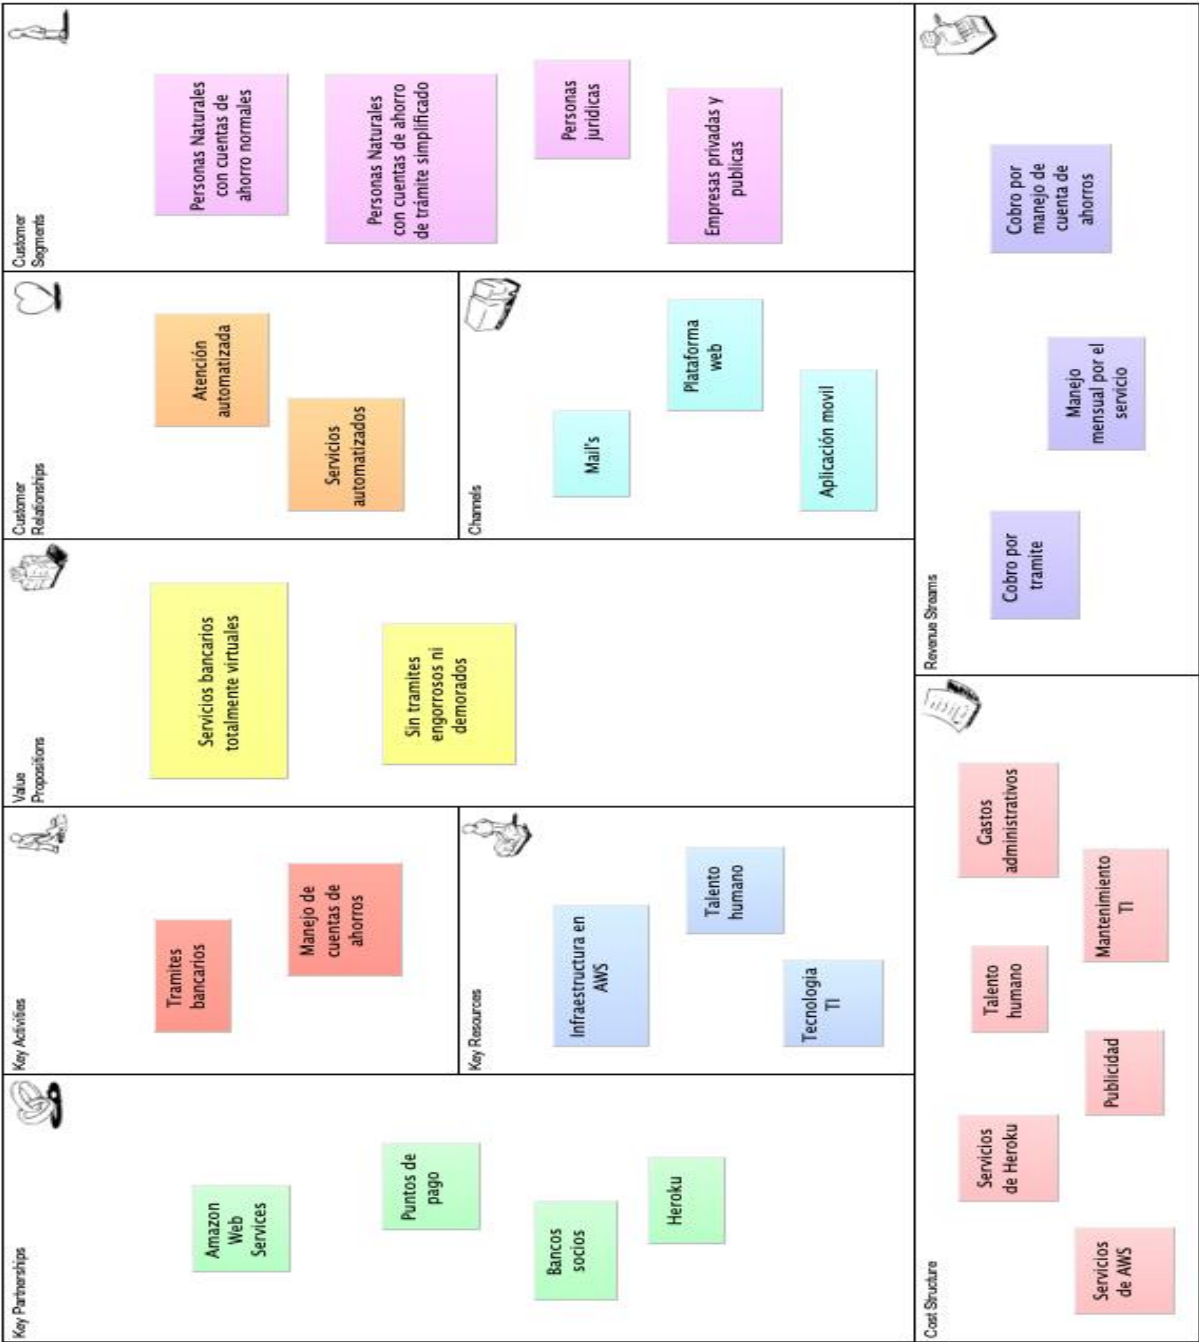 Key Partnerships
Amazon
Web
Services
Puntos de
pago
Bancos
socios
Heroku
Key Activities
Tramites
bancarios
Manejo de
cuentas de
ahorros
Key Resources
Infraestructura en
AWS
Talento
humano
Tecnologia
TI
Value
Propositions
Servicios bancarios
totalmente virtuales
Sin tramites
engorrosos ni
demorados
Customer
Relationships
Atención
automatizada
Servicios
automatizados
Channels
Mail's
Plataforma
web
Aplicación movil
Customer
Segments
Personas Naturales
con cuentas de
ahorro normales
Personas Naturales
con cuentas de ahorro
de trámite simplificado
Personas
juridicas
Empresas privadas y
publicas
Cost Structure
Servicios
de AWS
Servicios
de Heroku
Publicidad
Talento
humano
Mantenimiento
TI
Gastos
administrativos
Revenue Streams
Cobro por
tramite
Manejo
mensual por el
servicio
Cobro por
manejo de
cuenta de
ahorros